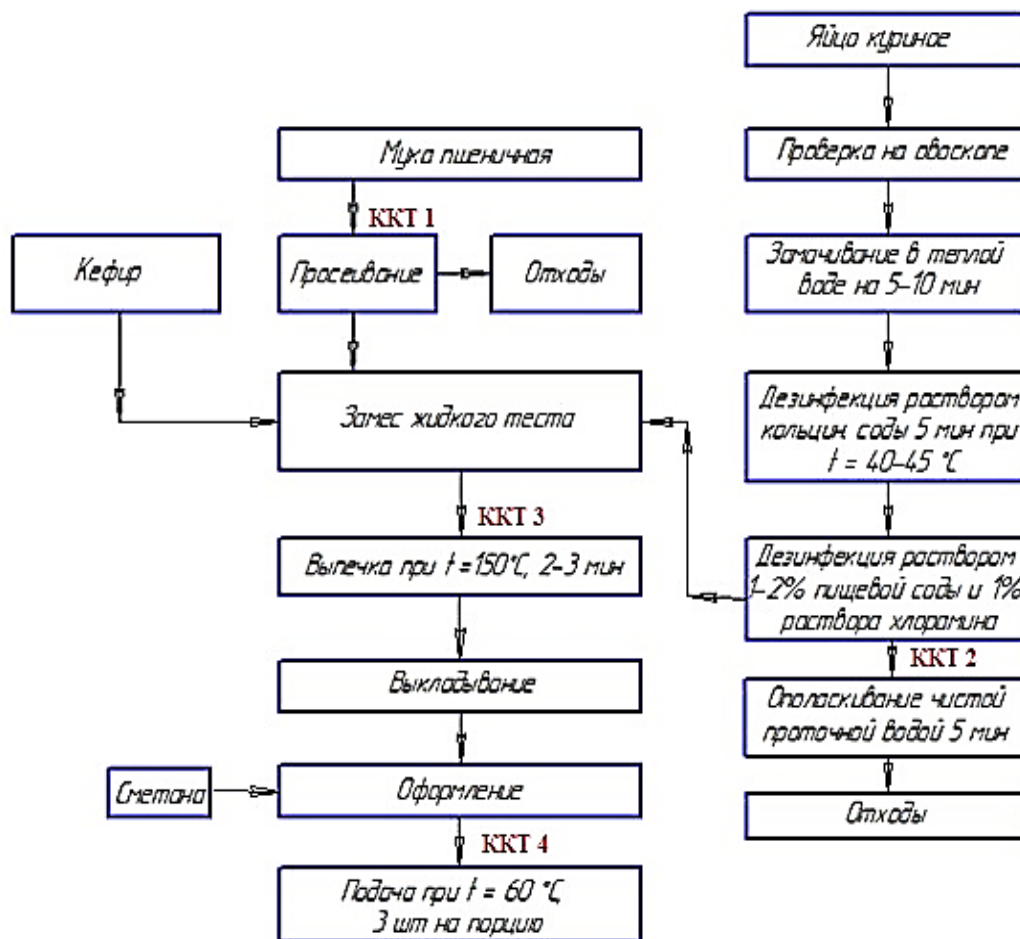 Яйцо куриное
Проверка на овоскопе
Замачивание в теплой
воде на 5–10 мин
Дезинфекция раствором
кольцин. соды 5 мин при
t = 40–45 °C
Дезинфекция раствором
1–2% пищевой соды и 1%
раствора хлорамина
ККТ 2
Ополаскивание чистой
проточной водой 5 мин
Отходы
Мука пшеничная
ККТ 1
Просеивание
Отходы
Кефир
Замес жидкого теста
ККТ 3
Выпечка при t =150°C, 2–3 мин
Выкладывание
Сметана
Оформление
ККТ 4
Подача при t = 60 °C,
3 шт на порцию